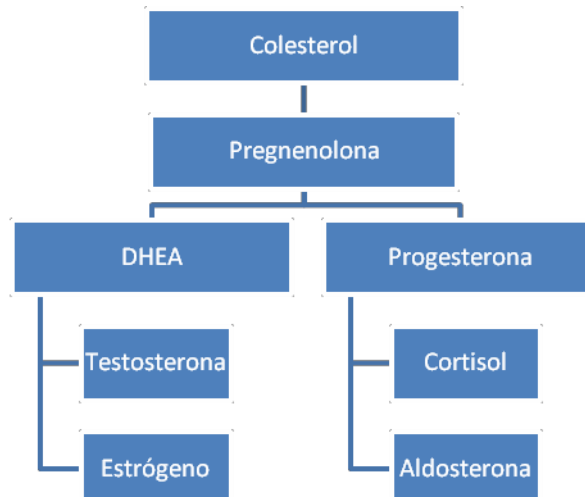 Colesterol
Pregnenolona
DHEA
Progesterona
Testosterona
Cortisol
Estrógeno
Aldosterona